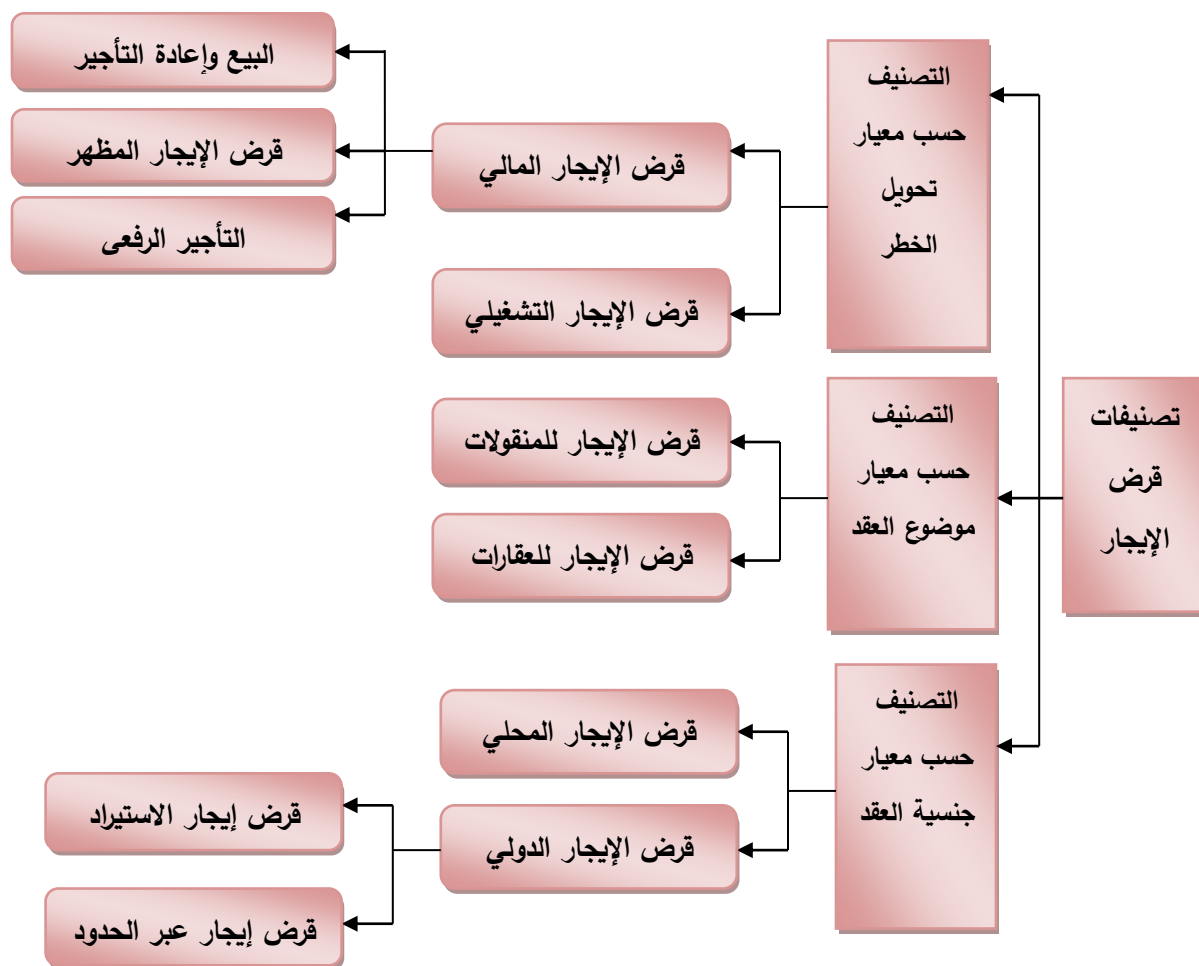 تصنيفات
قرض
الإيجار
التصنيف
حسب معيار
تحويل
الخطر
قرض الإيجار المالي
البيع وإعادة التأجير
قرض الإيجار المظهر
التأجير الرفعى
قرض الإيجار التشغيلي
التصنيف
حسب معيار
موضوع العقد
قرض الإيجار للمنقولات
قرض الإيجار للعقارات
التصنيف
حسب معيار
جنسية العقد
قرض الإيجار المحلي
قرض الإيجار الدولي
قرض إيجار الاستيراد
قرض إيجار عبر الحدود